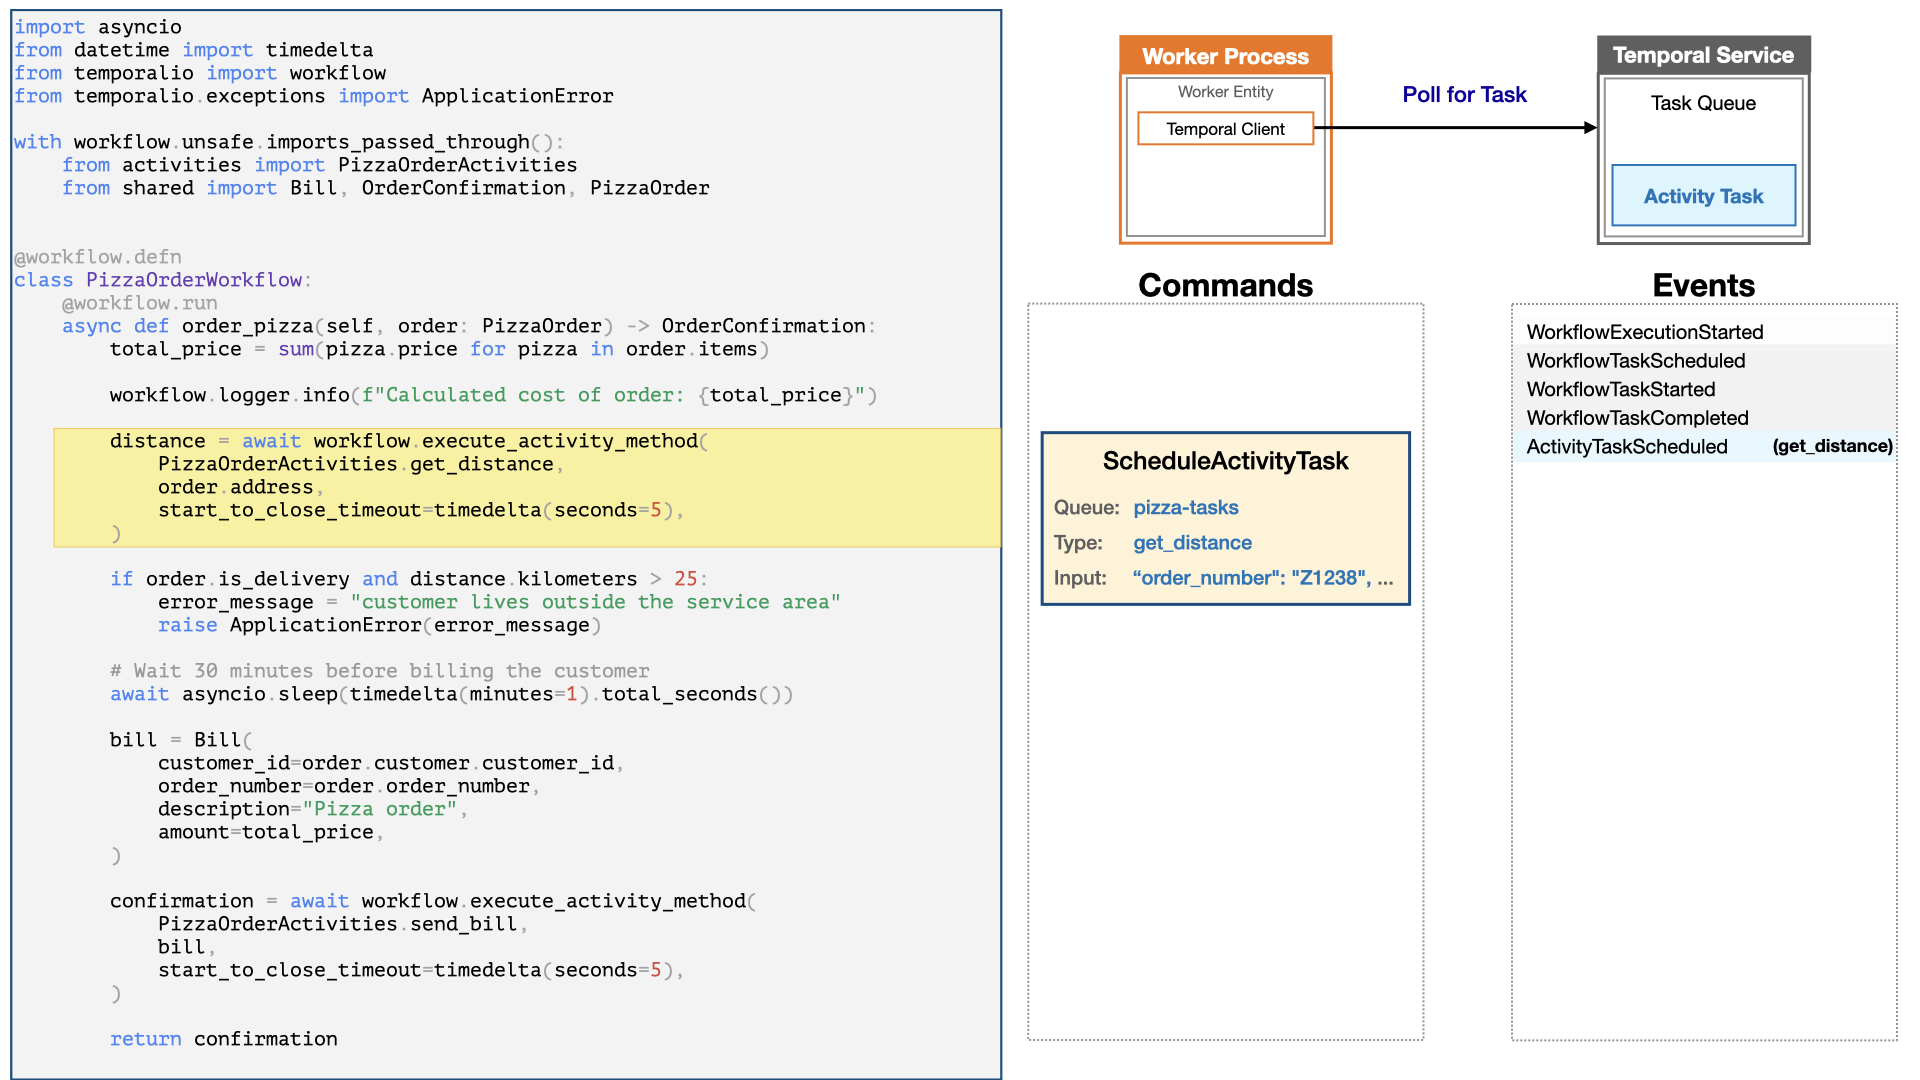 import asyncio
from datetime import timedelta
from temporalio import workflow
from temporalio.exceptions import ApplicationError

with workflow.unsafe.imports_passed_through():
    from activities import PizzaOrderActivities
    from shared import Bill, OrderConfirmation, PizzaOrder

@workflow.defn
class PizzaOrderWorkflow:
    @workflow.run
    async def order_pizza(self, order: PizzaOrder) -> OrderConfirmation:
        total_price = sum(pizza.price for pizza in order.items)

        workflow.logger.info(f"Calculated cost of order: {total_price}")

        distance = await workflow.execute_activity_method(
            PizzaOrderActivities.get_distance,
            order.address,
            start_to_close_timeout=timedelta(seconds=5),
        )

        if order.is_delivery and distance.kilometers > 25:
            error_message = "customer lives outside the service area"
            raise ApplicationError(error_message)

        # Wait 30 minutes before billing the customer
        await asyncio.sleep(timedelta(minutes=1).total_seconds())

        bill = Bill(
            customer_id=order.customer.customer_id,
            order_number=order.order_number,
            description="Pizza order",
            amount=total_price,
        )

        confirmation = await workflow.execute_activity_method(
            PizzaOrderActivities.send_bill,
            bill,
            start_to_close_timeout=timedelta(seconds=5),
        )

        return confirmation
Worker Process
Worker Entity
Temporal Client
Poll for Task
Temporal Service
Task Queue
Activity Task
Commands
ScheduleActivityTask
Queue: pizza-tasks
Type: get_distance
Input: “order_number": "Z1238", ...
Events
WorkflowExecutionStarted
WorkflowTaskScheduled
WorkflowTaskStarted
WorkflowTaskCompleted
ActivityTaskScheduled (get_distance)